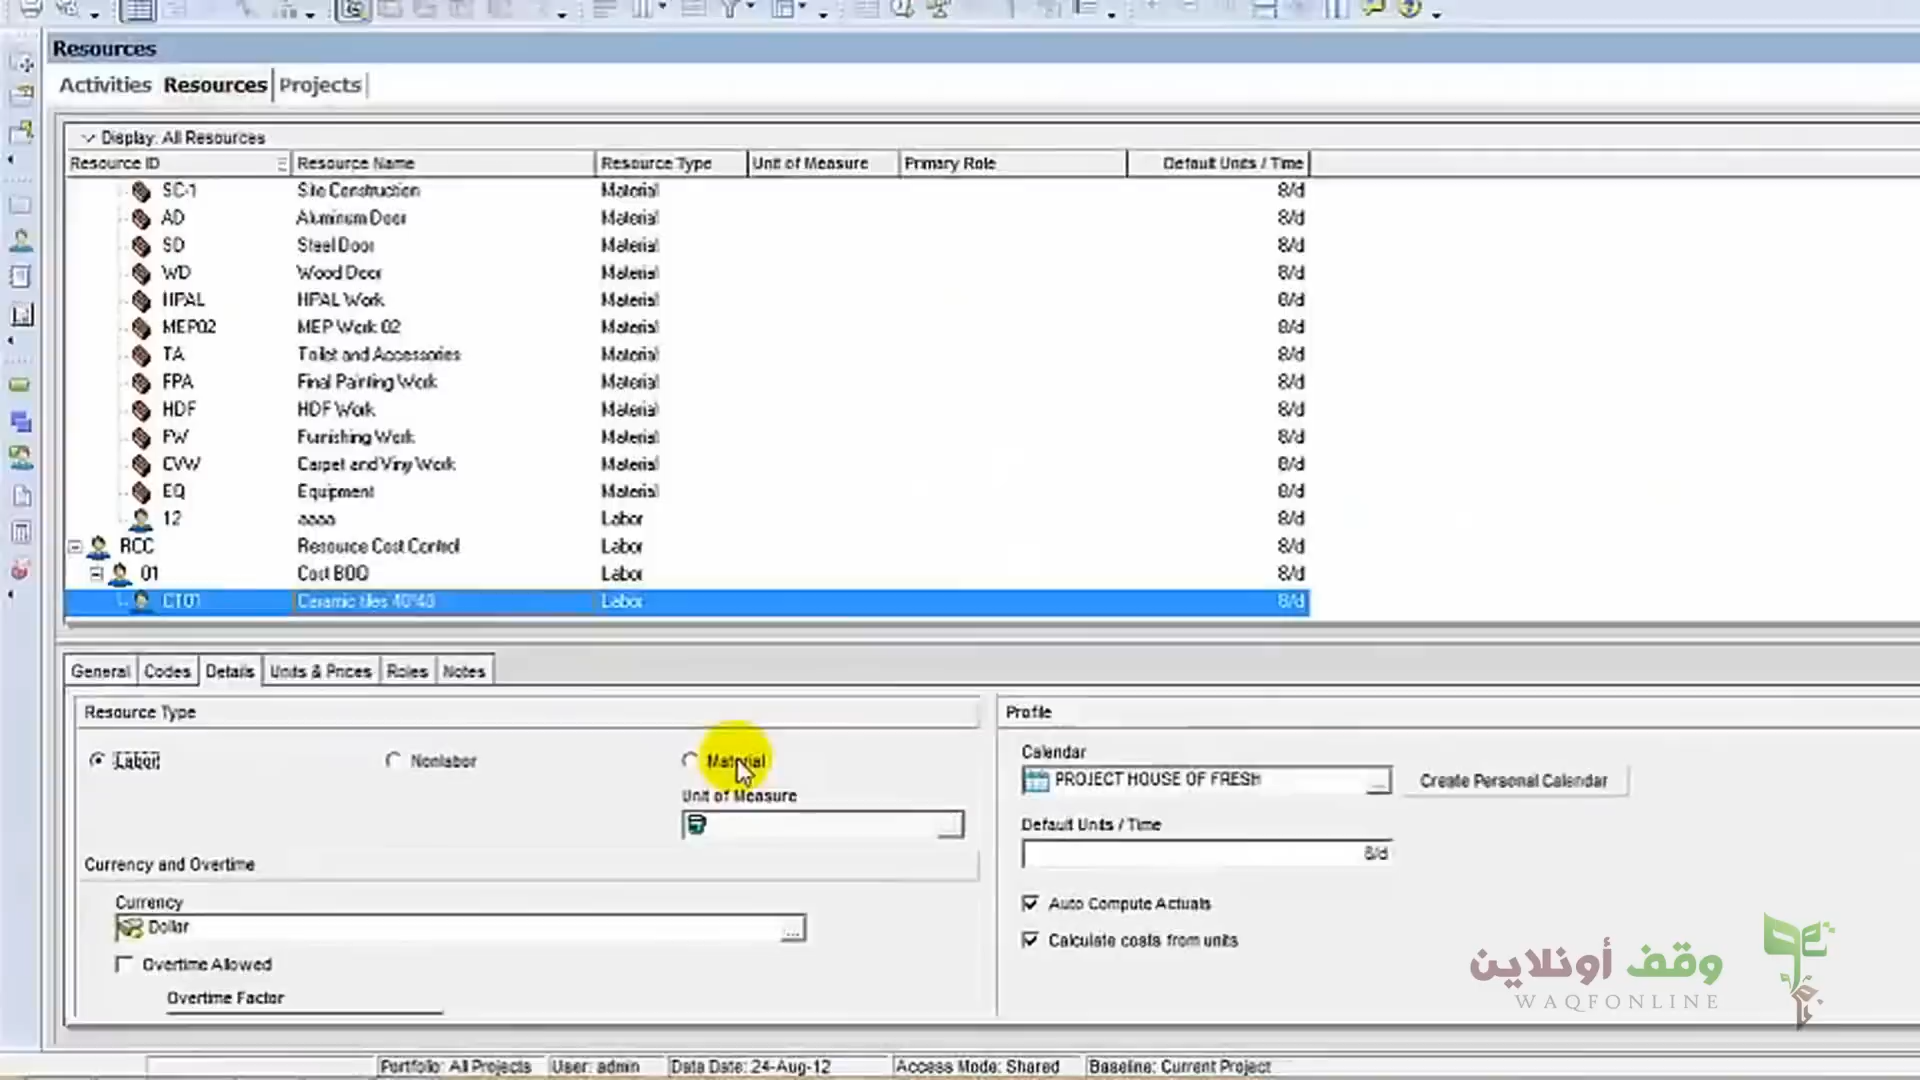 Resources
Activities Resources Projects
Display: All Resources
Resource ID Resource Name Resource Type Unit of Measure Primary Role Default Units / Time
SC-1 Site Construction Material 8/d
AD Aluminum Door Material 8/d
SD Steel Door Material 8/d
WD Wood Door Material 8/d
HPAL HPAL Work Material 8/d
MEP02 MEP Work 02 Material 8/d
TA Toilet and Accessories Material 8/d
FPA Final Painting Work Material 8/d
HDF HDF Work Material 8/d
FW Furnishing Work Material 8/d
CVW Carpet and Viny Work Material 8/d
EQ Equipment Material 8/d
12 aaaa Labor 8/d
RCC Resource Cost Control Labor 8/d
01 Cost BOQ Labor 8/d
CT01 Ceramic tiles 40*40 Labor 8/d
General Codes Details Units & Prices Roles Notes
Resource Type Profile
Labor Nonlabor Material
Calendar
PROJECT HOUSE OF FRESH ... Create Personal Calendar
Unit of Measure
Default Units / Time
8/d
Currency and Overtime
Currency
Dollar ...
Auto Compute Actuals
Calculate costs from units
Overtime Allowed
Overtime Factor
وقف أونلاين
WAQFONLINE
Portfolio: All Projects User: admin Data Date: 24-Aug-12 Access Mode: Shared Baseline: Current Project